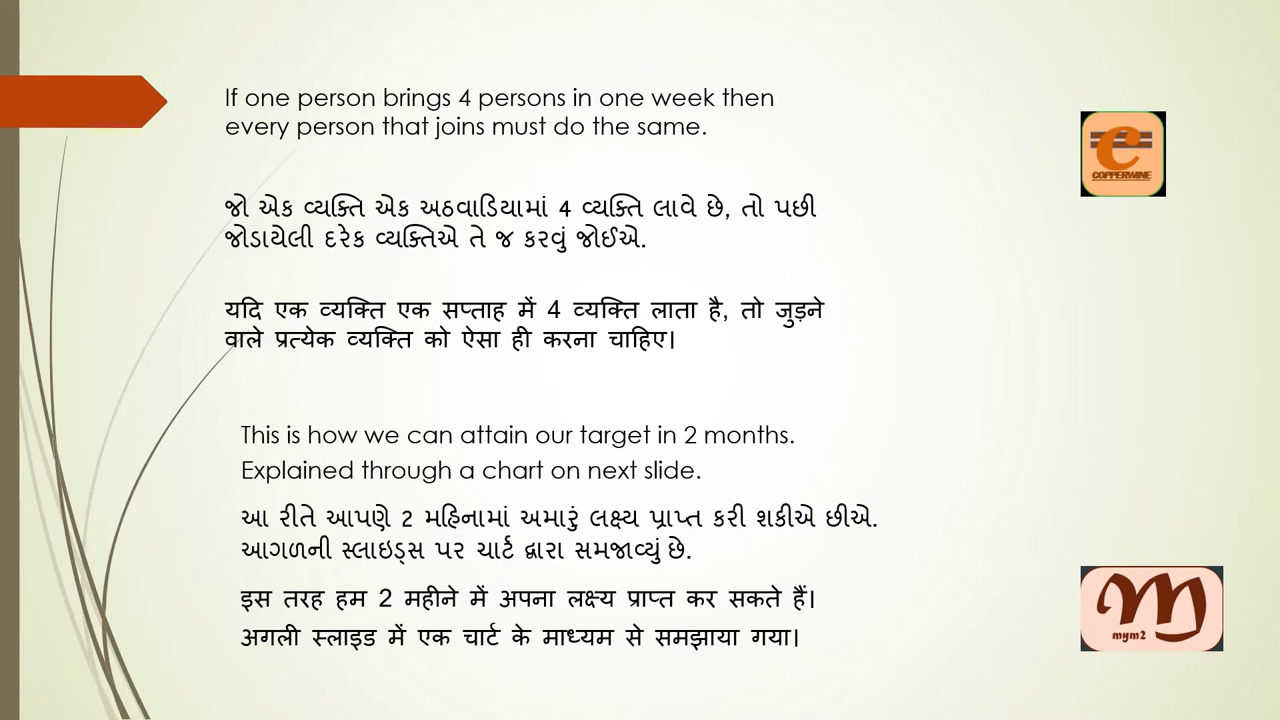 If one person brings 4 persons in one week then
every person that joins must do the same.
જો એક વ્યક્તિ એક અઠવાડિયામાં 4 વ્યક્તિ લાવે છે, તો પછી
જોડાયેલી દરેક વ્યક્તિએ તે જ કરવું જોઈએ.
यदि एक व्यक्ति एक सप्ताह में 4 व्यक्ति लाता है, तो जुड़ने
वाले प्रत्येक व्यक्ति को ऐसा ही करना चाहिए।
This is how we can attain our target in 2 months.
Explained through a chart on next slide.
આ રીતે આપણે 2 મહિનામાં અમારું લક્ષ્ય પ્રાપ્ત કરી શકીએ છીએ.
આગળની સ્લાઇડ્સ પર ચાર્ટ દ્વારા સમજાવ્યું છે.
इस तरह हम 2 महीने में अपना लक्ष्य प्राप्त कर सकते हैं।
अगली स्लाइड में एक चार्ट के माध्यम से समझाया गया।
e
COPPERWINE
m
mym2